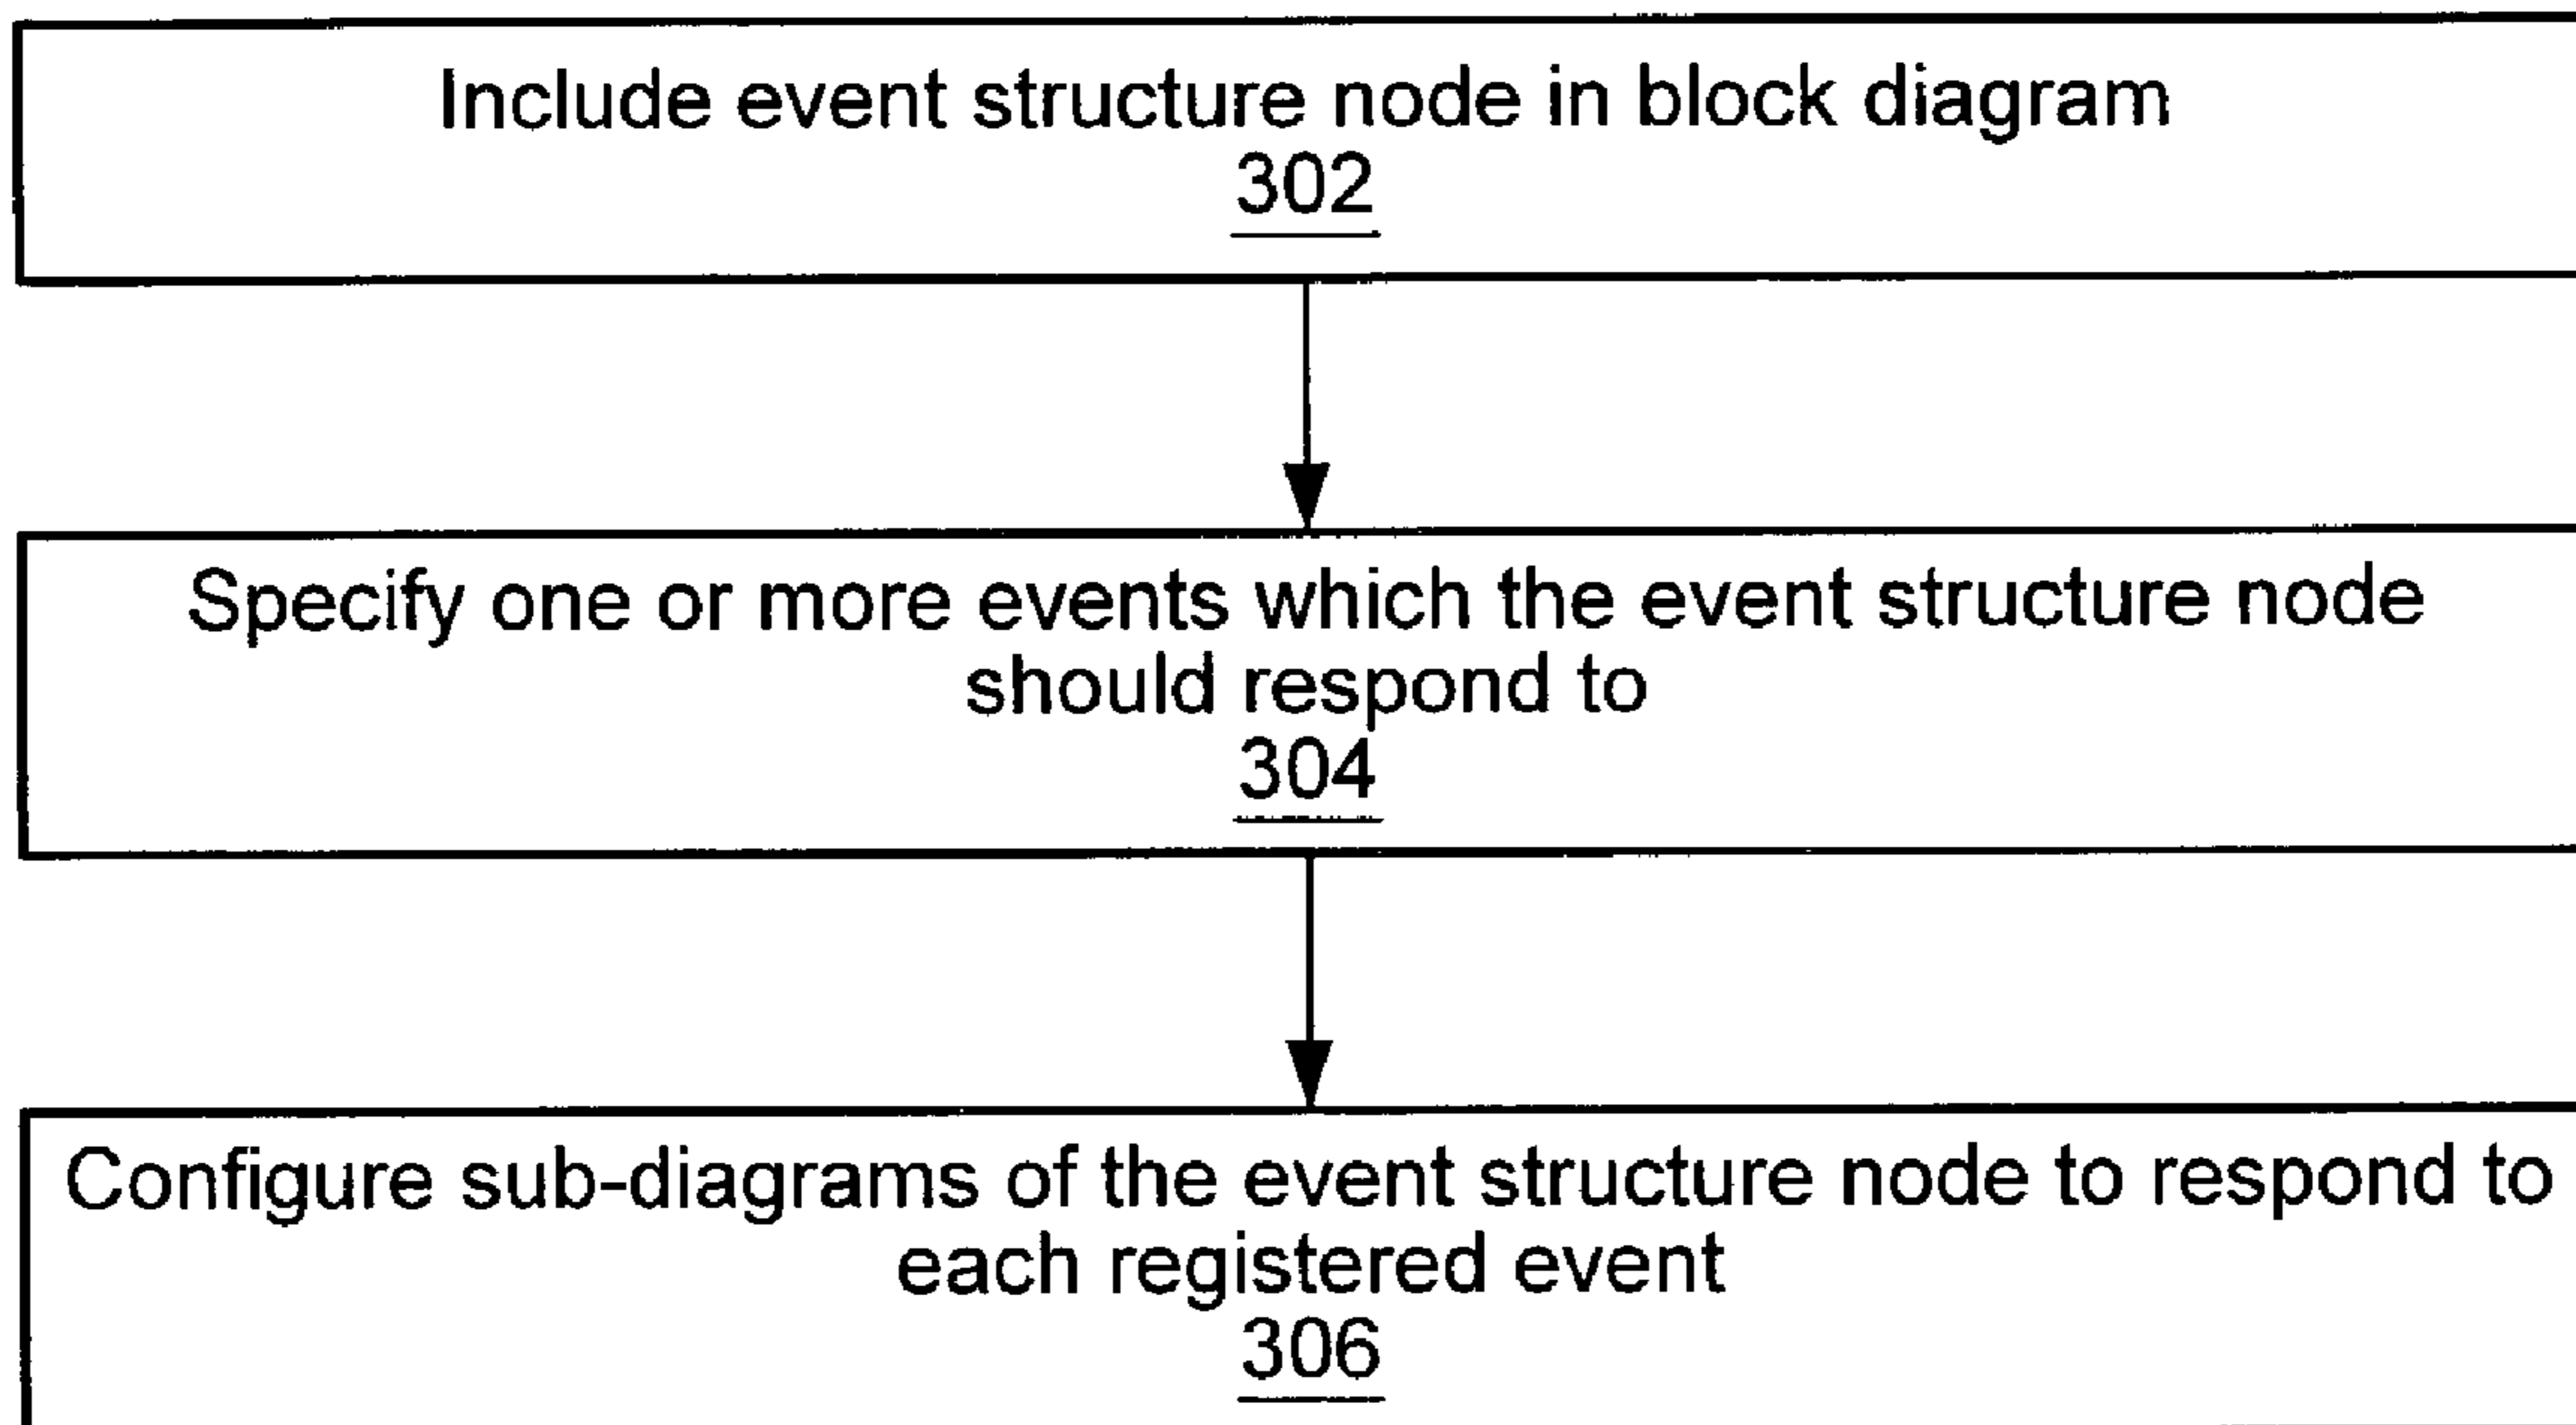 Include event structure node in block diagram
302
Specify one or more events which the event structure node
should respond to
304
Configure sub-diagrams of the event structure node to respond to
each registered event
306